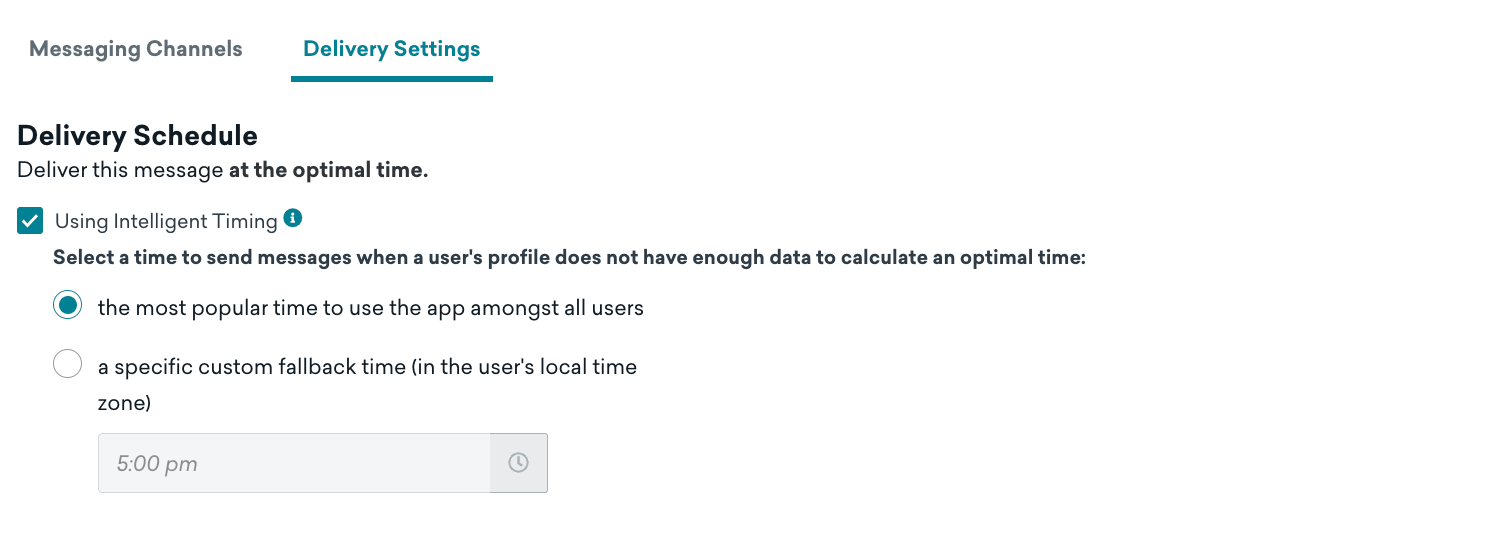 Messaging Channels
Delivery Settings
Delivery Schedule
Deliver this message at the optimal time.
Using Intelligent Timing
Select a time to send messages when a user's profile does not have enough data to calculate an optimal time:
the most popular time to use the app amongst all users
a specific custom fallback time (in the user's local time
zone)
5:00 pm